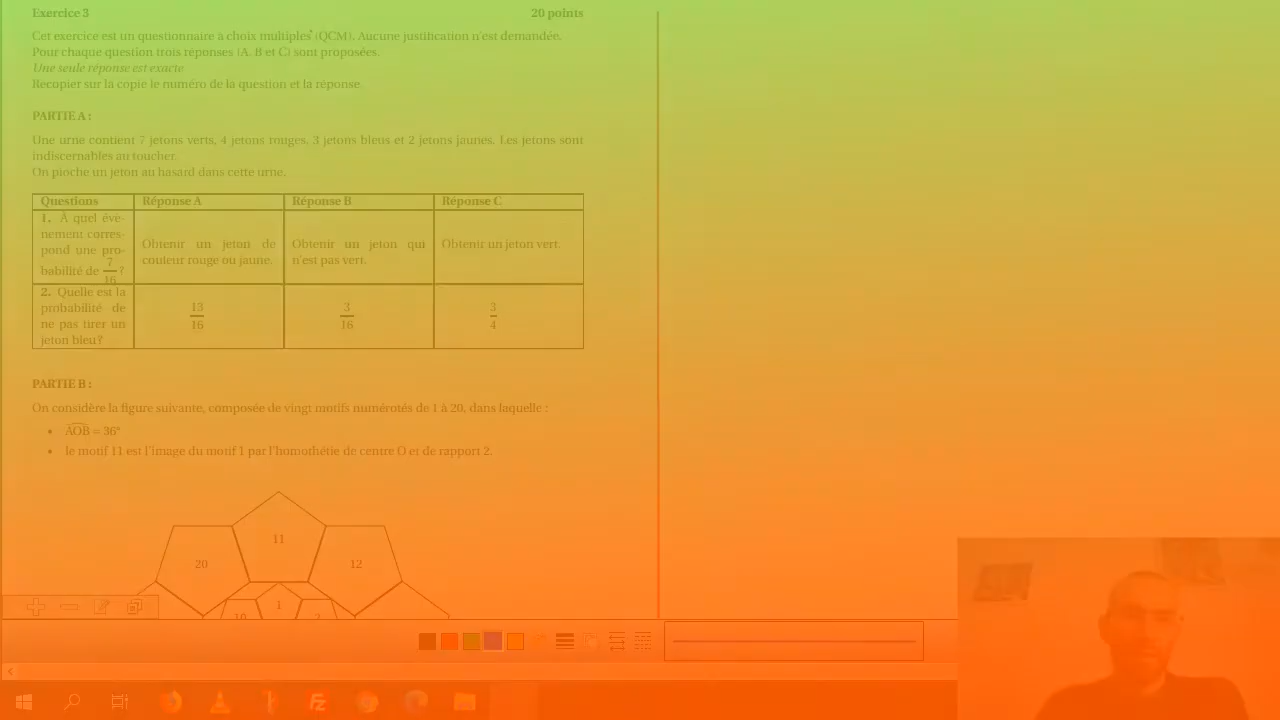 Exercice 3 20 points
Cet exercice est un questionnaire à choix multiples (QCM). Aucune justification n'est demandée.
Pour chaque question trois réponses (A, B et C) sont proposées.
Une seule réponse est exacte
Recopier sur la copie le numéro de la question et la réponse.
PARTIE A :
Une urne contient 7 jetons verts, 4 jetons rouges, 3 jetons bleus et 2 jetons jaunes. Les jetons sont
indiscernables au toucher.
On pioche un jeton au hasard dans cette urne.
Questions Réponse A Réponse B Réponse C
1. À quel évè-
nement corres-
pond une pro-
babilité de 7/16 ?
Obtenir un jeton de
couleur rouge ou jaune.
Obtenir un jeton qui
n'est pas vert.
Obtenir un jeton vert.
2. Quelle est la
probabilité de
ne pas tirer un
jeton bleu ?
13/16
3/16
3/4
PARTIE B :
On considère la figure suivante, composée de vingt motifs numérotés de 1 à 20, dans laquelle :
• AOB = 36°
• le motif 11 est l'image du motif 1 par l'homothétie de centre O et de rapport 2.
11
20 12
1
10 2